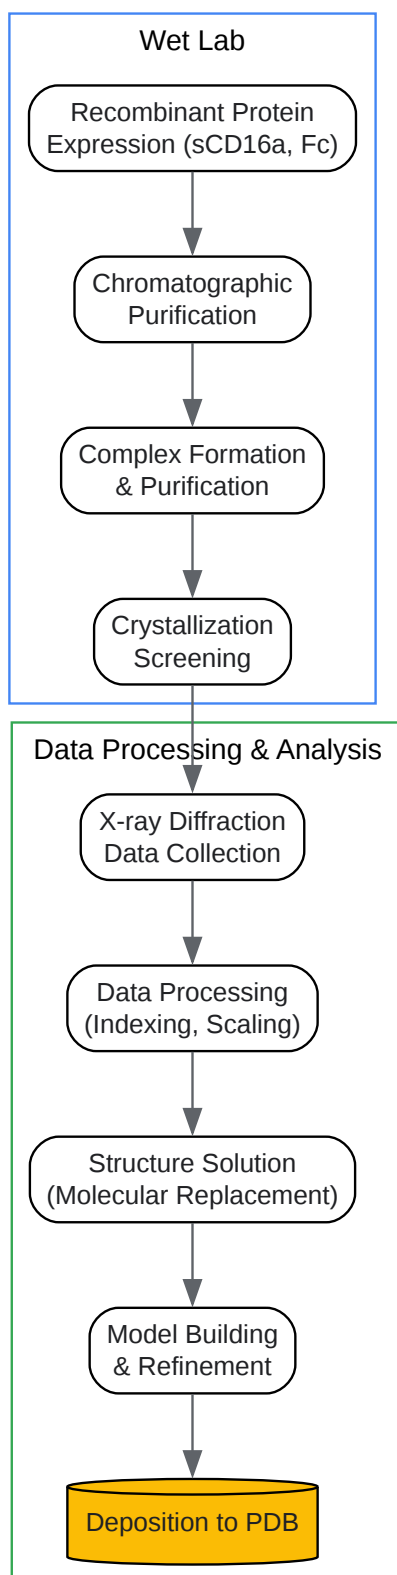 Wet Lab
Recombinant Protein
Expression (sCD16a, Fc)
Chromatographic
Purification
Complex Formation
& Purification
Crystallization
Screening
Data Processing & Analysis
X-ray Diffraction
Data Collection
Data Processing
(Indexing, Scaling)
Structure Solution
(Molecular Replacement)
Model Building
& Refinement
Deposition to PDB